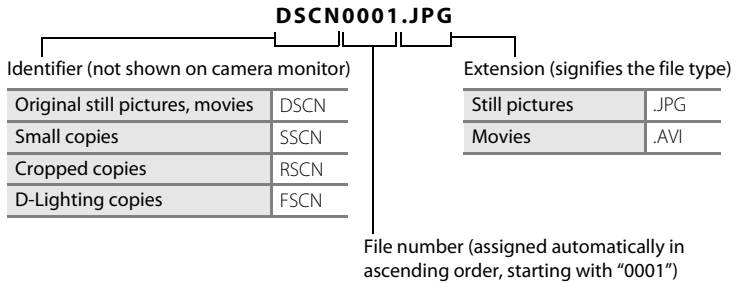 DSCN0001.JPG
Identifier (not shown on camera monitor)
Original still pictures, movies DSCN
Small copies SSCN
Cropped copies RSCN
D-Lighting copies FSCN
Extension (signifies the file type)
Still pictures .JPG
Movies .AVI
File number (assigned automatically in
ascending order, starting with “0001”)